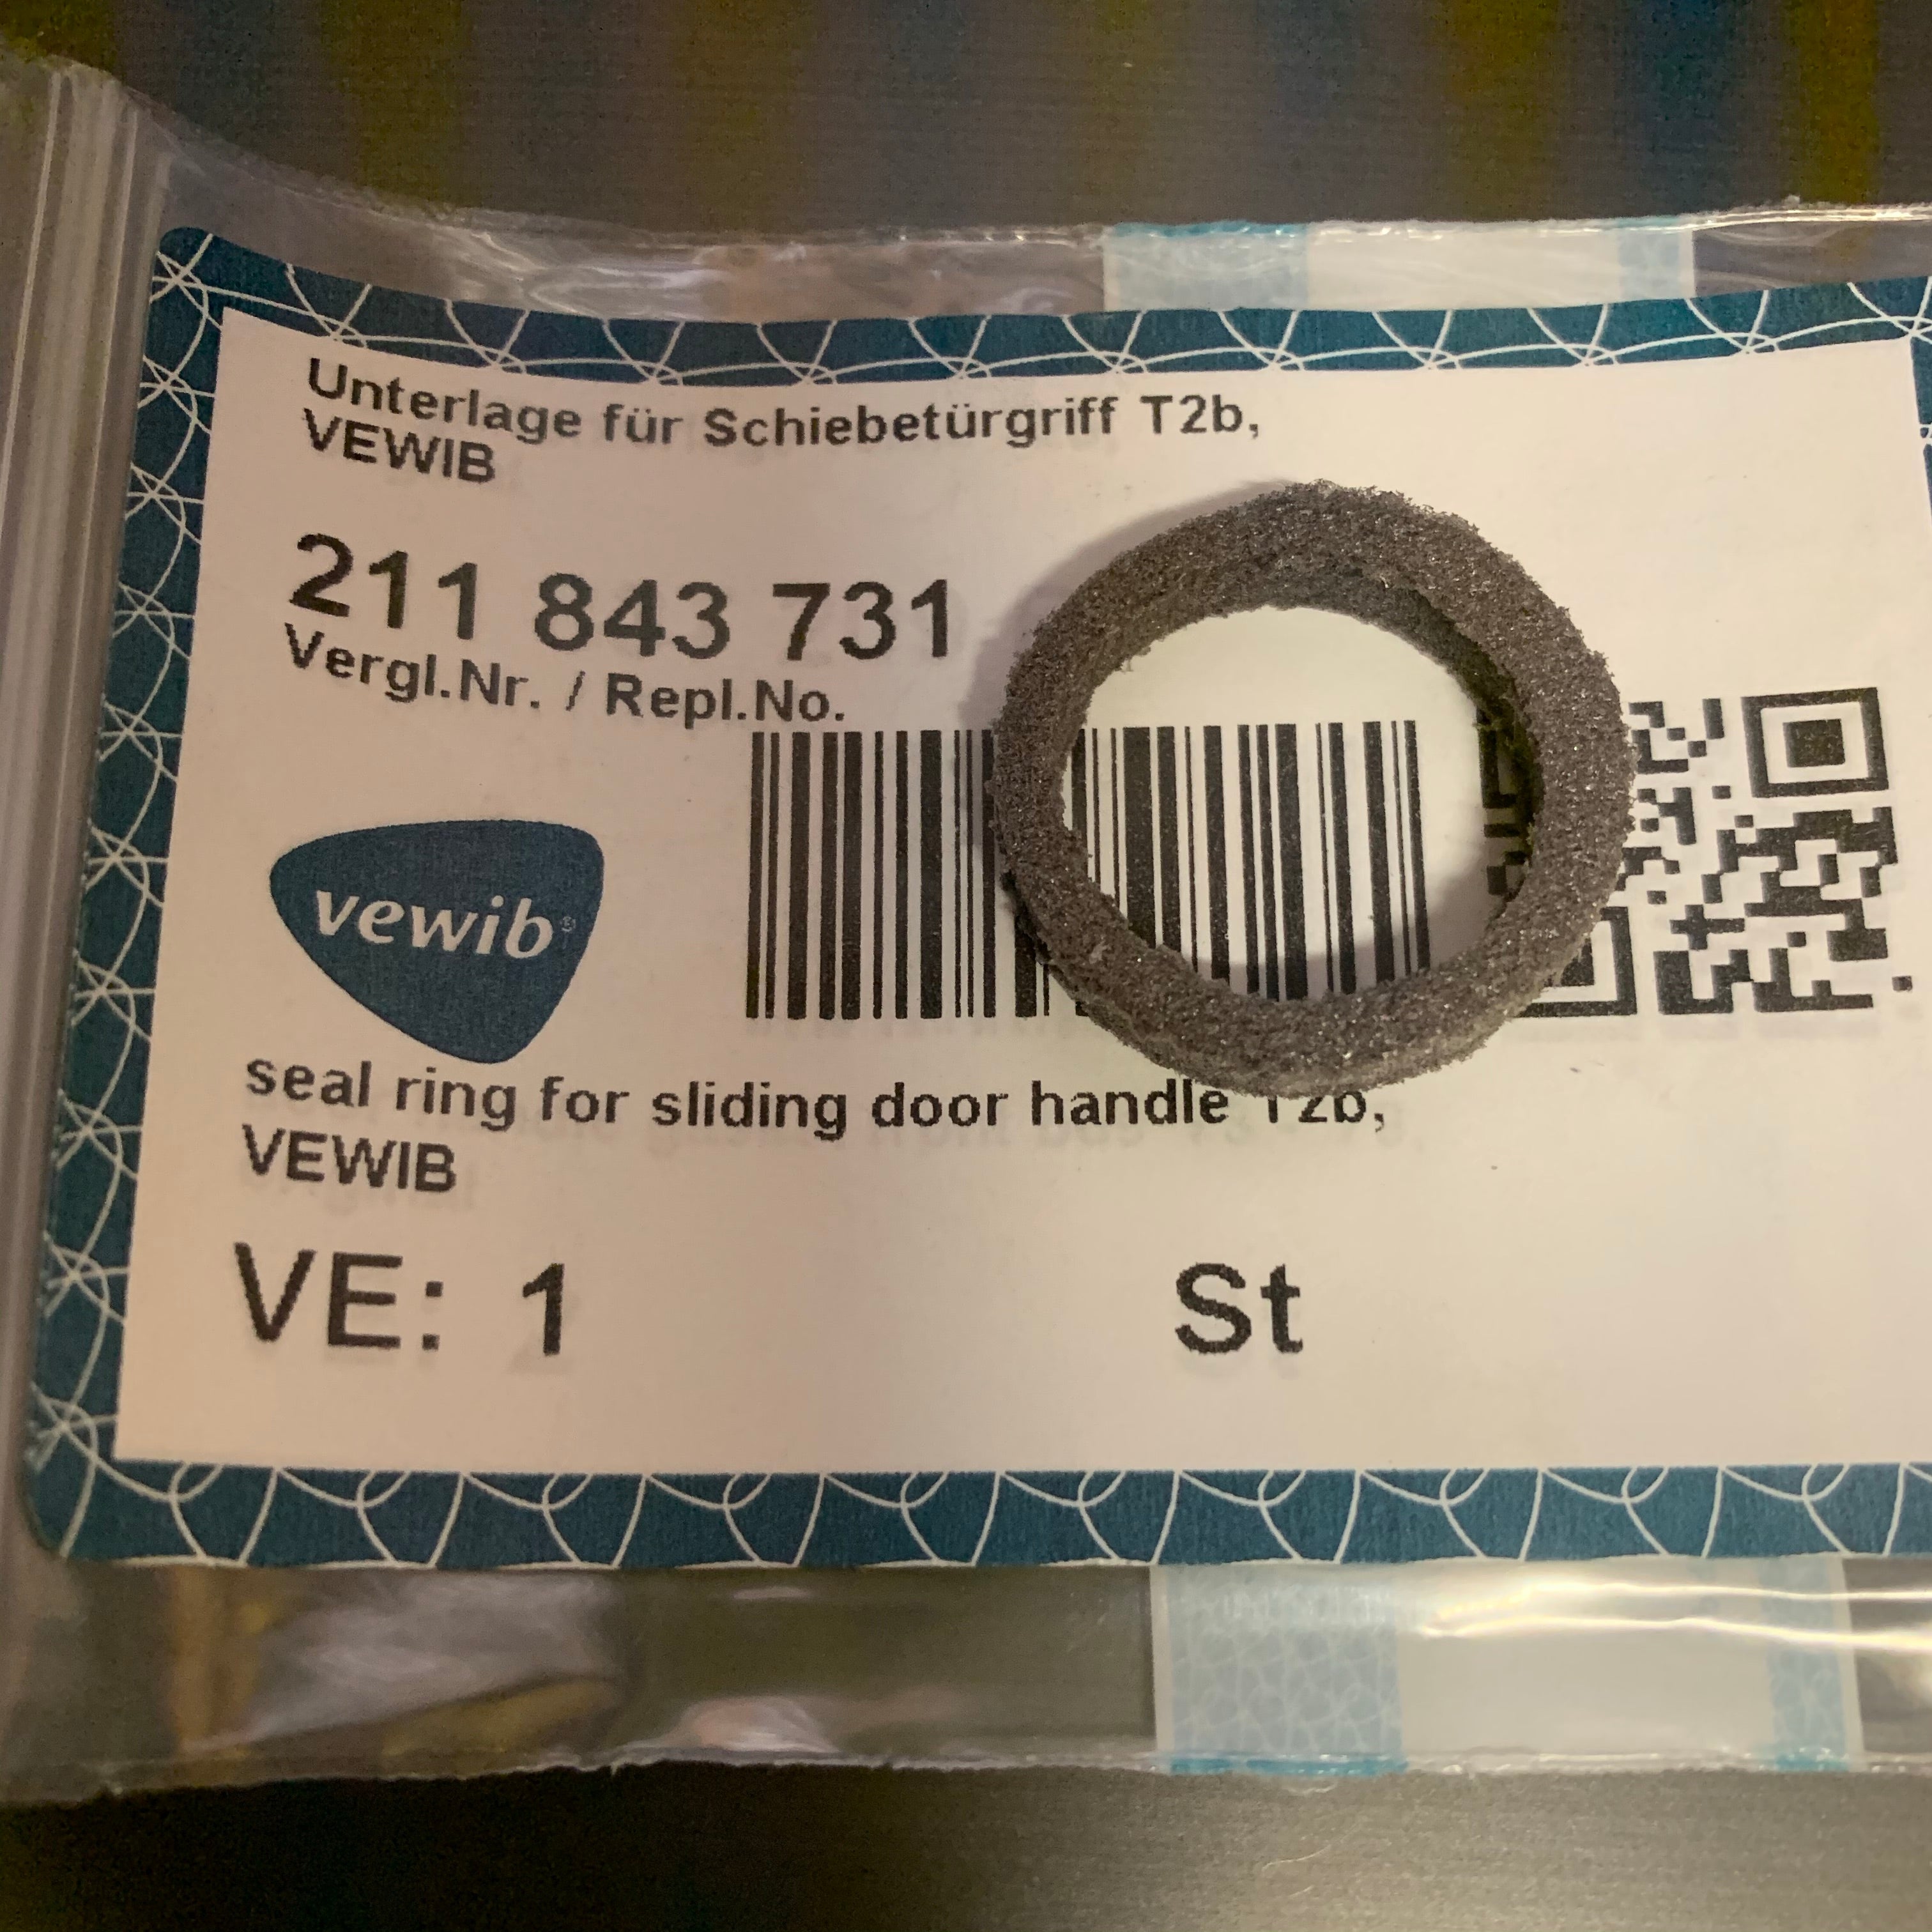 Unterlage für Schiebetürgriff T2b,
VEWIB
211 843 731
Vergl.Nr. / Repl.No.
vewib®
seal ring for sliding door handle T2b,
VEWIB
VE: 1 St